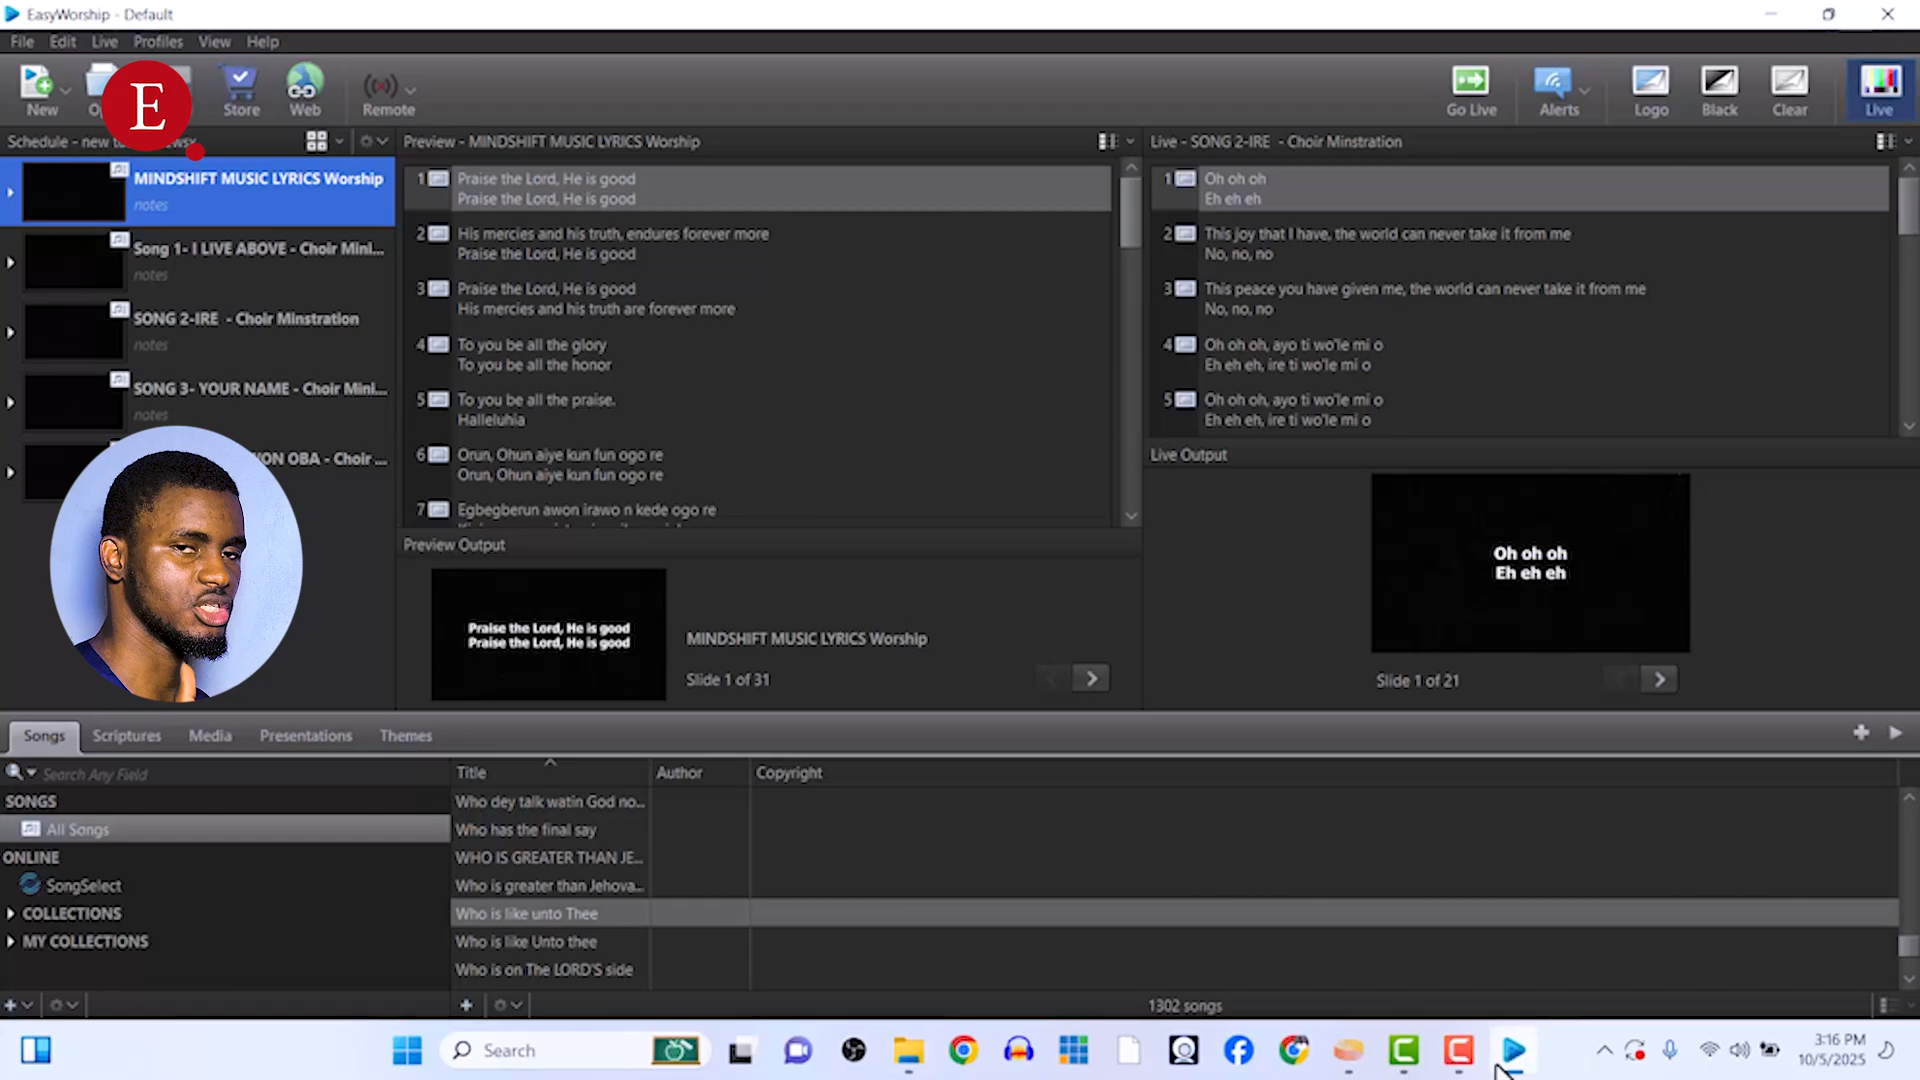 EasyWorship - Default
File Edit Live Profiles View Help
New
Store
Web
Remote
Go Live
Alerts
Logo
Black
Clear
Live
E
Schedule - new
Preview - MINDSHIFT MUSIC LYRICS Worship
Live - SONG 2-IRE - Choir Minstration
MINDSHIFT MUSIC LYRICS Worship
notes
Song 1- I LIVE ABOVE - Choir Mini...
notes
SONG 2-IRE - Choir Minstration
notes
SONG 3- YOUR NAME - Choir Mini...
notes
OBA - Choir ...
1 Praise the Lord, He is good
Praise the Lord, He is good
2 His mercies and his truth, endures forever more
Praise the Lord, He is good
3 Praise the Lord, He is good
His mercies and his truth are forever more
4 To you be all the glory
To you be all the honor
5 To you be all the praise.
Halleluhia
6 Orun, Ohun aiye kun fun ogo re
Orun, Ohun aiye kun fun ogo re
7 Egbegberun awon irawo n kede ogo re
Preview Output
Praise the Lord, He is good
Praise the Lord, He is good
MINDSHIFT MUSIC LYRICS Worship
Slide 1 of 31
1 Oh oh oh
Eh eh eh
2 This joy that I have, the world can never take it from me
No, no, no
3 This peace you have given me, the world can never take it from me
No, no, no
4 Oh oh oh, ayo ti wo'le mi o
Eh eh eh, ire ti wo'le mi o
5 Oh oh oh, ayo ti wo'le mi o
Eh eh eh, ire ti wo'le mi o
Live Output
Oh oh oh
Eh eh eh
Slide 1 of 21
Songs Scriptures Media Presentations Themes
Search Any Field
SONGS
All Songs
ONLINE
SongSelect
COLLECTIONS
MY COLLECTIONS
Title Author Copyright
Who dey talk watin God no...
Who has the final say
WHO IS GREATER THAN JE...
Who is greater than Jehova...
Who is like unto Thee
Who is like Unto thee
Who is on The LORD'S side
1302 songs
Search
3:16 PM
10/5/2025